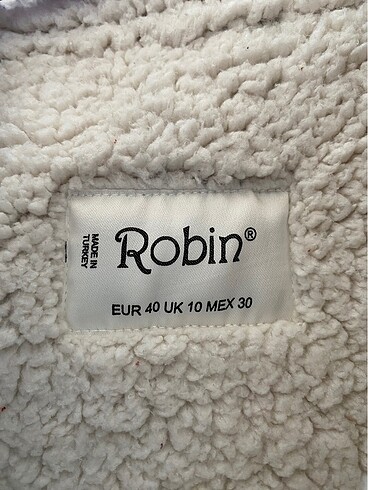 MADE IN
TURKEY
Robin®
EUR 40 UK 10 MEX 30